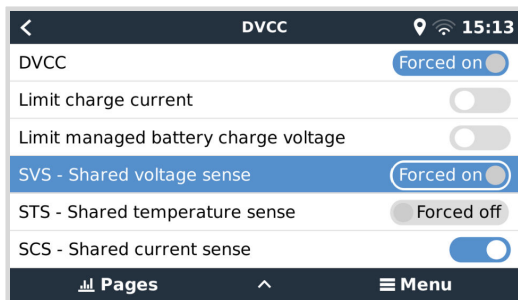 DVCC 15:13
DVCC Forced on
Limit charge current
Limit managed battery charge voltage
SVS - Shared voltage sense Forced on
STS - Shared temperature sense Forced off
SCS - Shared current sense
Pages Menu